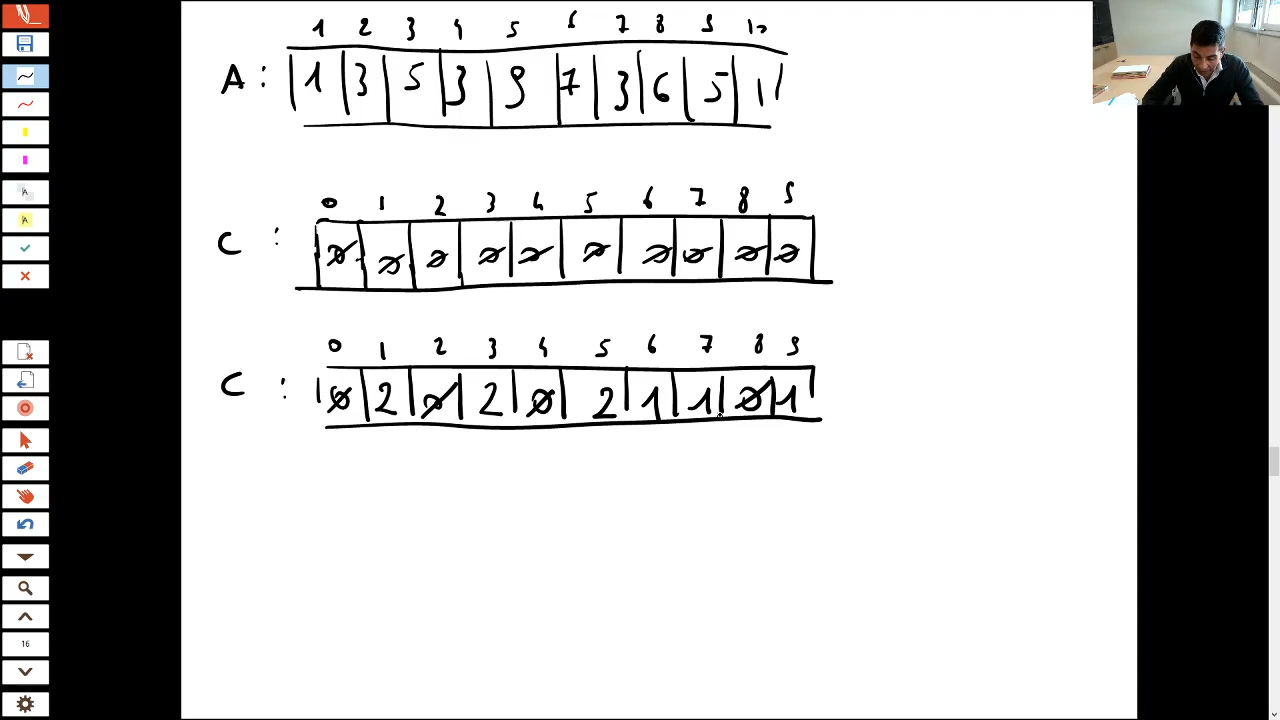 1 2 3 4 5 6 7 8 9 10
A : 1 3 5 3 9 7 3 6 5 1
0 1 2 3 4 5 6 7 8 9
C : 0 0 0 0 0 0 0 0 0 0
0 1 2 3 4 5 6 7 8 9
C : 0 2 0 2 0 2 1 1 0 1
A
A
16